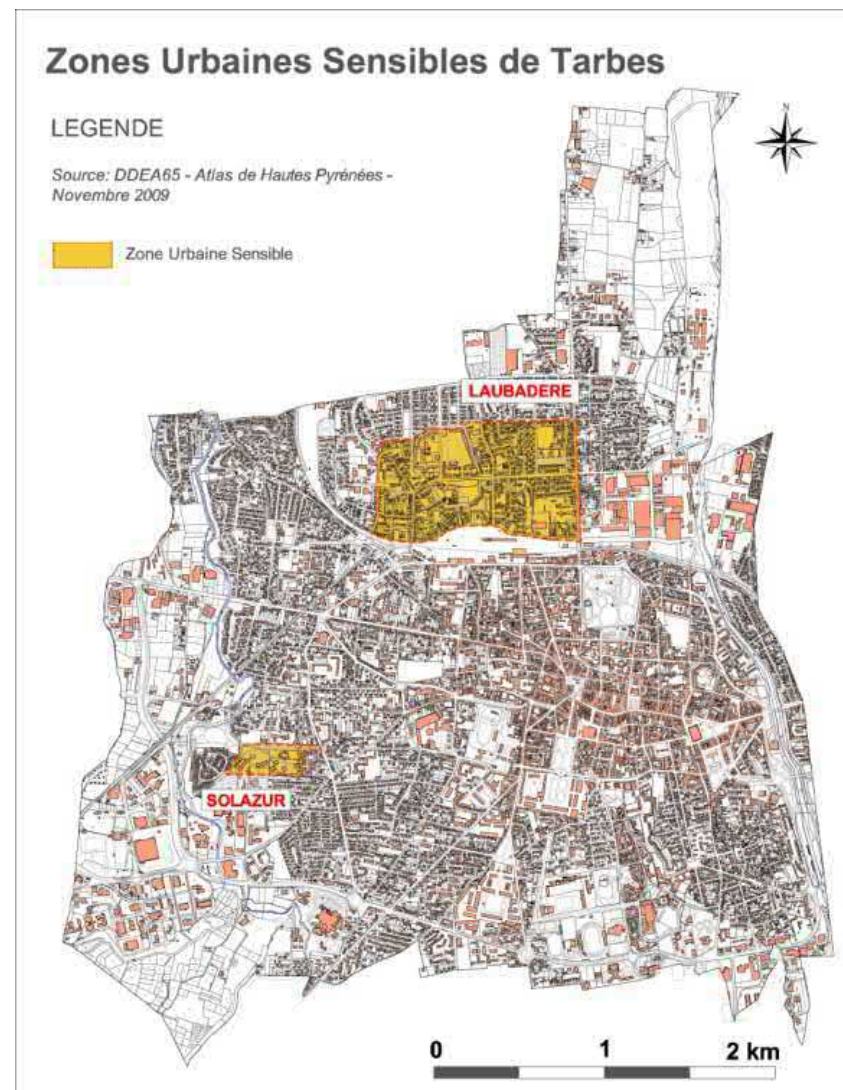 Zones Urbaines Sensibles de Tarbes
LEGENDE
Source: DDEA65 - Atlas de Hautes Pyrénées -
Novembre 2009
Zone Urbaine Sensible
N
LAUBADERE
SOLAZUR
0 1 2 km